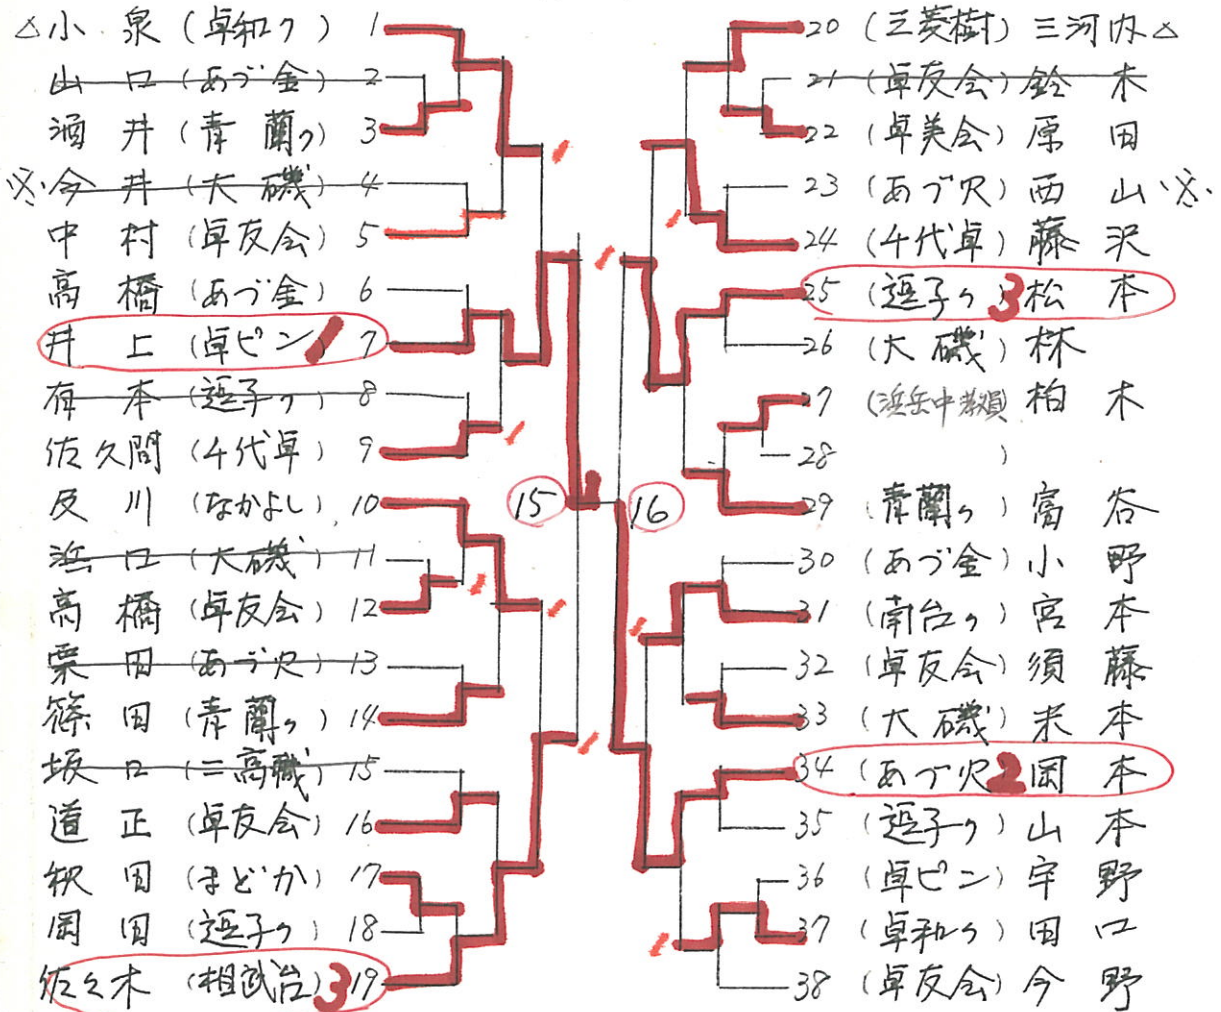 △小泉(卓和ク) 1
山口(あづ金) 2
酒井(青蘭ク) 3
※今井(大磯) 4
中村(卓友会) 5
高橋(あづ金) 6
井上(卓ピン) 1 7
有本(逗子ク) 8
佐久間(千代卓) 9
及川(なかよし) 10
浜口(大磯) 11
高橋(卓友会) 12
栗田(あづ穴) 13
篠田(青蘭ク) 14
坂口(二高職) 15
道正(卓友会) 16
秋田(まどか) 17
岡田(逗子ク) 18
佐々木(相武台) 3 19
15 1 16
20 (三菱樹) 三河内△
21 (卓友会) 鈴木
22 (卓美会) 原田
23 (あづ穴) 西山※
24 (千代卓) 藤沢
25 (逗子ク) 3 松本
26 (大磯) 林
27 (浜岳中教員) 柏木
28 )
29 (青蘭ク) 富谷
30 (あづ金) 小野
31 (南台ク) 宮本
32 (卓友会) 須藤
33 (大磯) 米本
34 (あづ穴 2 岡本
35 (逗子ク) 山本
36 (卓ピン) 宇野
37 (卓和ク) 田口
38 (卓友会) 今野